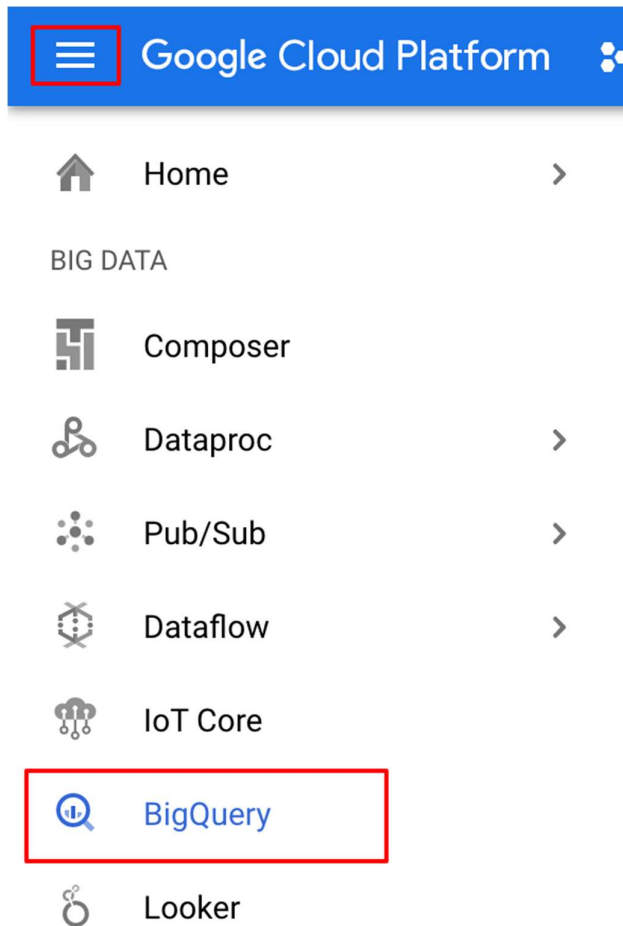 Google Cloud Platform
Home
BIG DATA
Composer
Dataproc
Pub/Sub
Dataflow
IoT Core
BigQuery
Looker